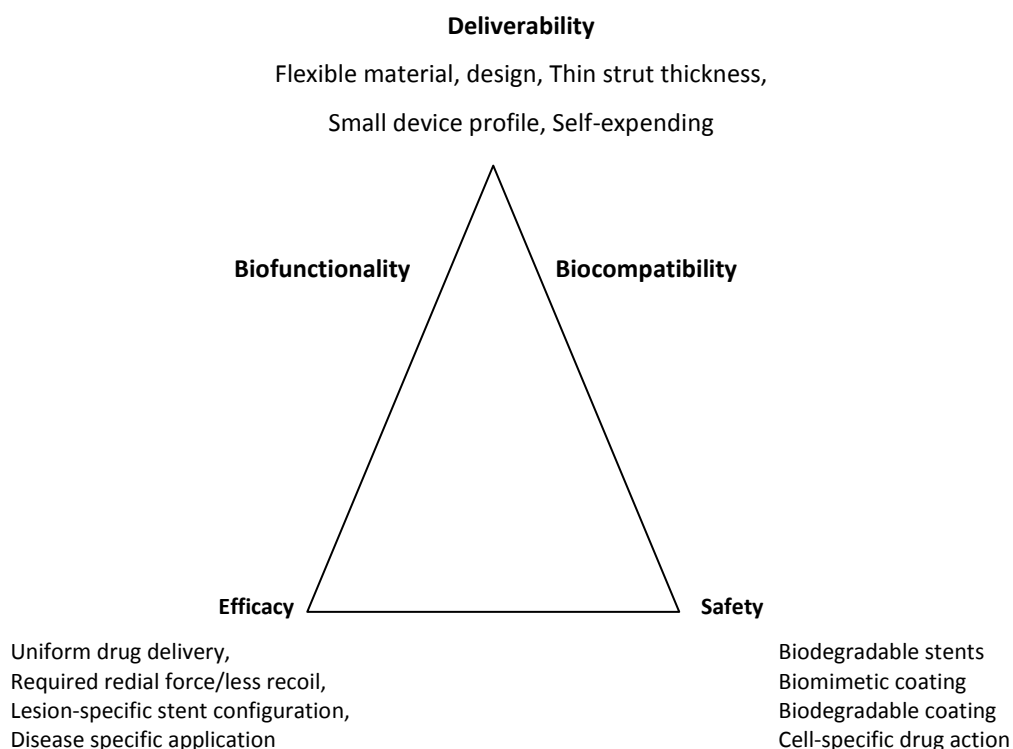 Deliverability
Flexible material, design, Thin strut thickness,
Small device profile, Self-expending
Biofunctionality
Biocompatibility
Efficacy
Safety
Uniform drug delivery,
Required redial force/less recoil,
Lesion-specific stent configuration,
Disease specific application
Biodegradable stents
Biomimetic coating
Biodegradable coating
Cell-specific drug action